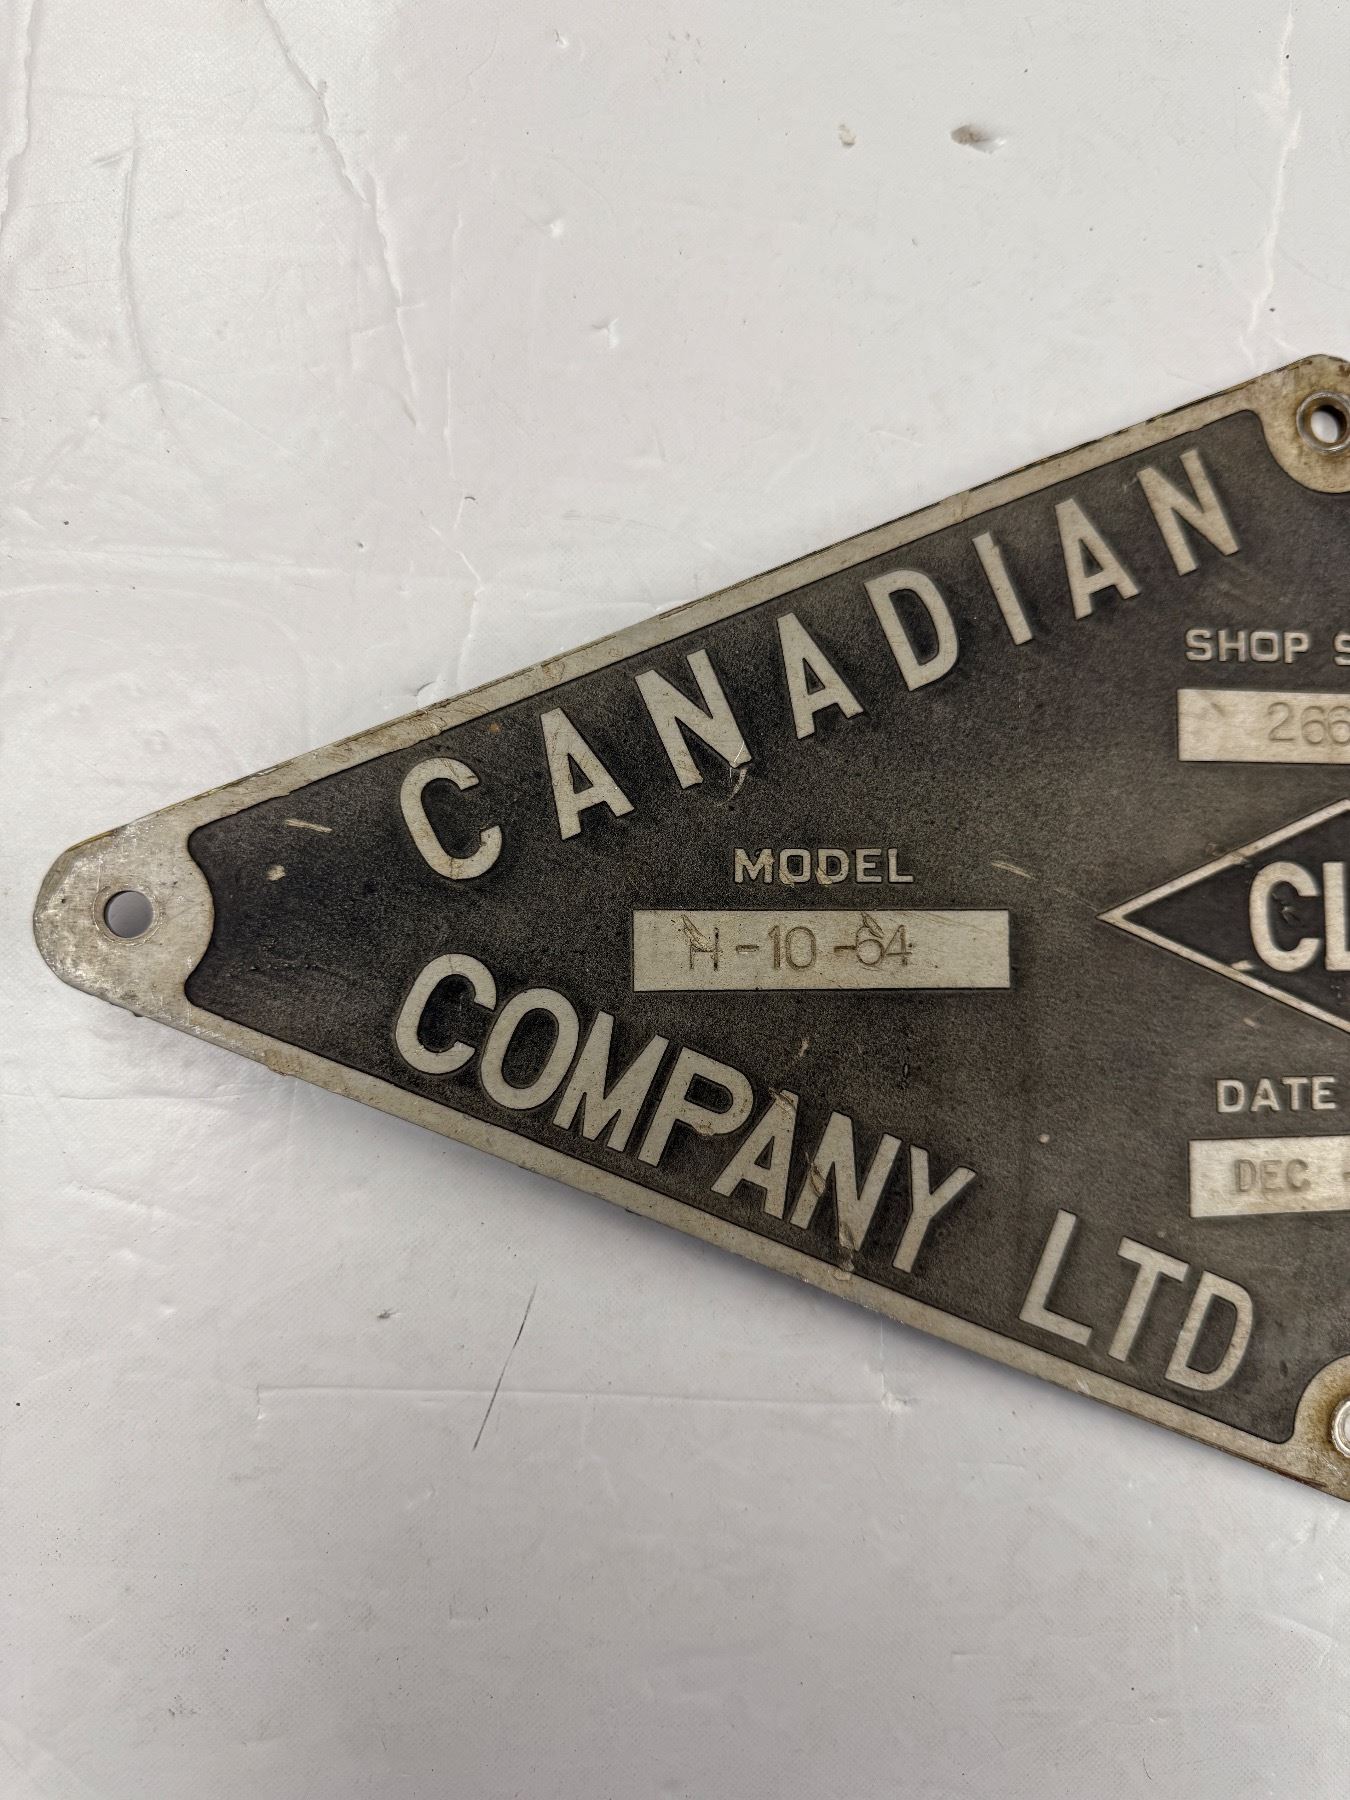 CANADIAN
SHOP S
266
MODEL
H-10-64
CL
DATE
DEC -
COMPANY LTD